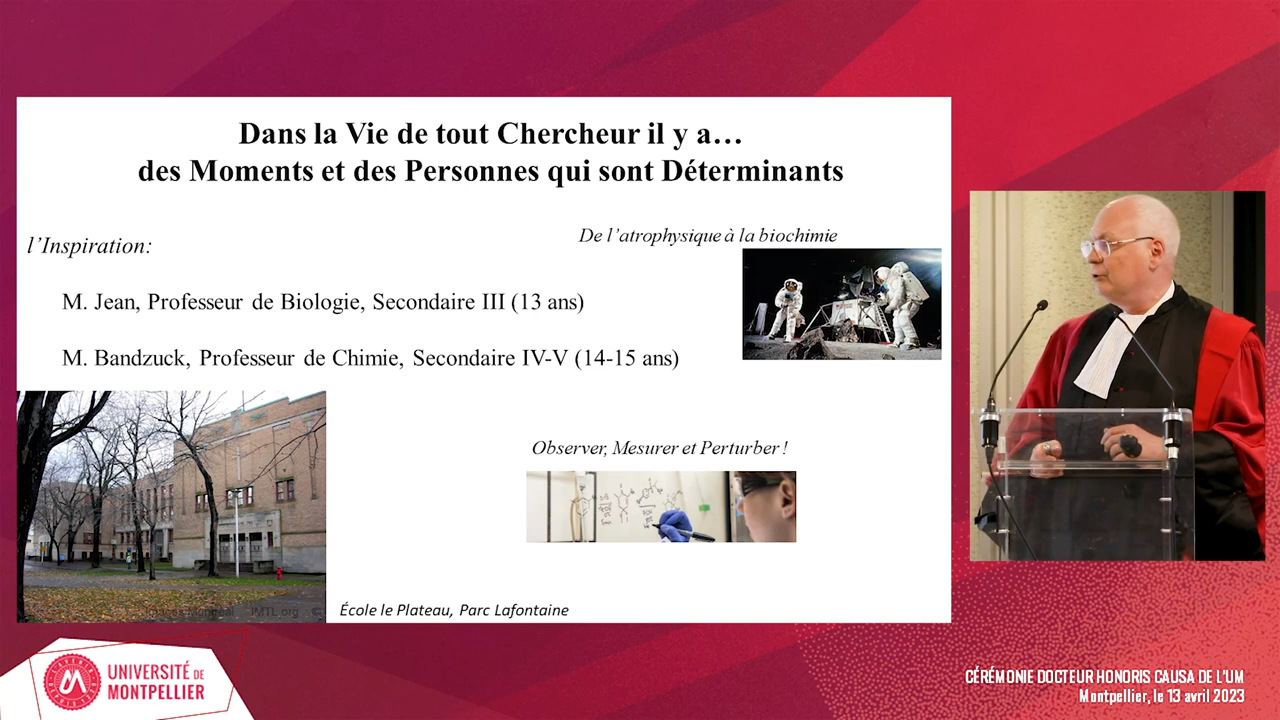 Dans la Vie de tout Chercheur il y a…
des Moments et des Personnes qui sont Déterminants
l’Inspiration:
De l’atrophysique à la biochimie
M. Jean, Professeur de Biologie, Secondaire III (13 ans)
M. Bandzuck, Professeur de Chimie, Secondaire IV-V (14-15 ans)
Observer, Mesurer et Perturber !
IMTL.org
École le Plateau, Parc Lafontaine
UNIVERSITÉ DE
MONTPELLIER
CÉRÉMONIE DOCTEUR HONORIS CAUSA DE L'UM
Montpellier, le 13 avril 2023